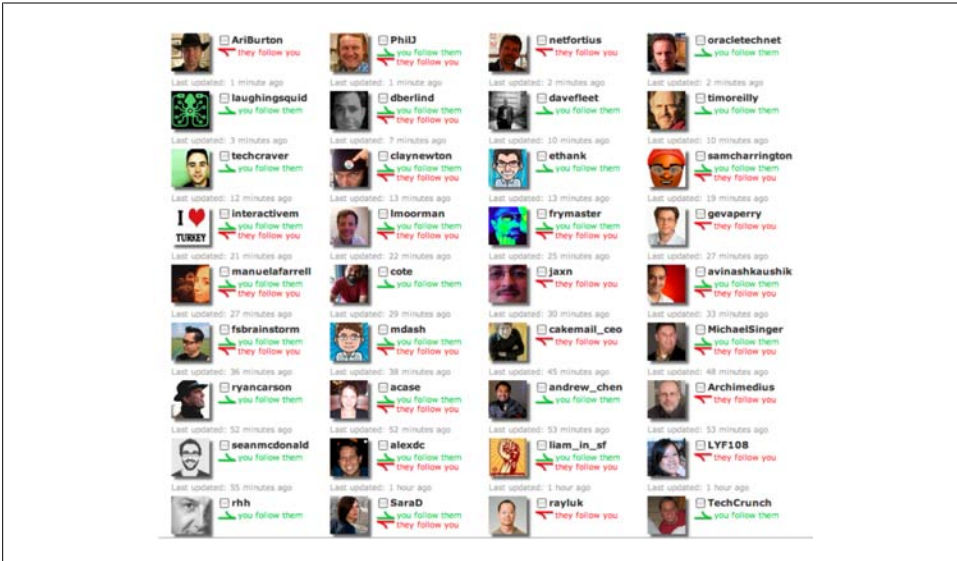 AriBurton PhilJ netfortius oracletechnet
they follow you you follow them they follow you you follow them
they follow you
Last updated: 1 minute ago Last updated: 1 minute ago Last updated: 2 minutes ago Last updated: 2 minutes ago
laughingsquid dberlind davefleet timoreilly
you follow them you follow them you follow them you follow them
they follow you
Last updated: 3 minutes ago Last updated: 7 minutes ago Last updated: 10 minutes ago Last updated: 10 minutes ago
techcraver claynewton ethank samcharrington
you follow them you follow them you follow them you follow them
they follow you they follow you
Last updated: 12 minutes ago Last updated: 13 minutes ago Last updated: 13 minutes ago Last updated: 19 minutes ago
I interactivem lmoorman frymaster gevaperry
you follow them you follow them you follow them they follow you
TURKEY they follow you they follow you they follow you
Last updated: 21 minutes ago Last updated: 22 minutes ago Last updated: 25 minutes ago Last updated: 27 minutes ago
manuelafarrell cote jaxn avinashkaushik
you follow them you follow them they follow you you follow them
they follow you they follow you
Last updated: 27 minutes ago Last updated: 29 minutes ago Last updated: 30 minutes ago Last updated: 33 minutes ago
fsbrainstorm mdash cakemail_ceo MichaelSinger
you follow them you follow them they follow you you follow them
they follow you they follow you they follow you
Last updated: 36 minutes ago Last updated: 38 minutes ago Last updated: 45 minutes ago Last updated: 48 minutes ago
ryancarson acase andrew_chen Archimedius
you follow them you follow them you follow them they follow you
they follow you
Last updated: 52 minutes ago Last updated: 52 minutes ago Last updated: 53 minutes ago Last updated: 53 minutes ago
seanmcdonald alexdc liam_in_sf LYF108
you follow them you follow them you follow them they follow you
they follow you they follow you
Last updated: 55 minutes ago Last updated: 1 hour ago Last updated: 1 hour ago Last updated: 1 hour ago
rhh SaraD rayluk TechCrunch
you follow them you follow them they follow you you follow them
they follow you